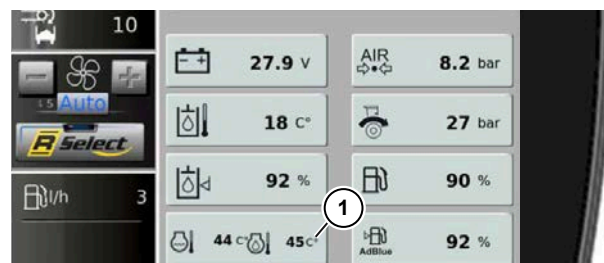 10
27.9 V
AIR
8.2 bar
Auto
18 C°
27 bar
R Select
92 %
90 %
l/h 3
1
44 C° 45 C°
AdBlue
92 %